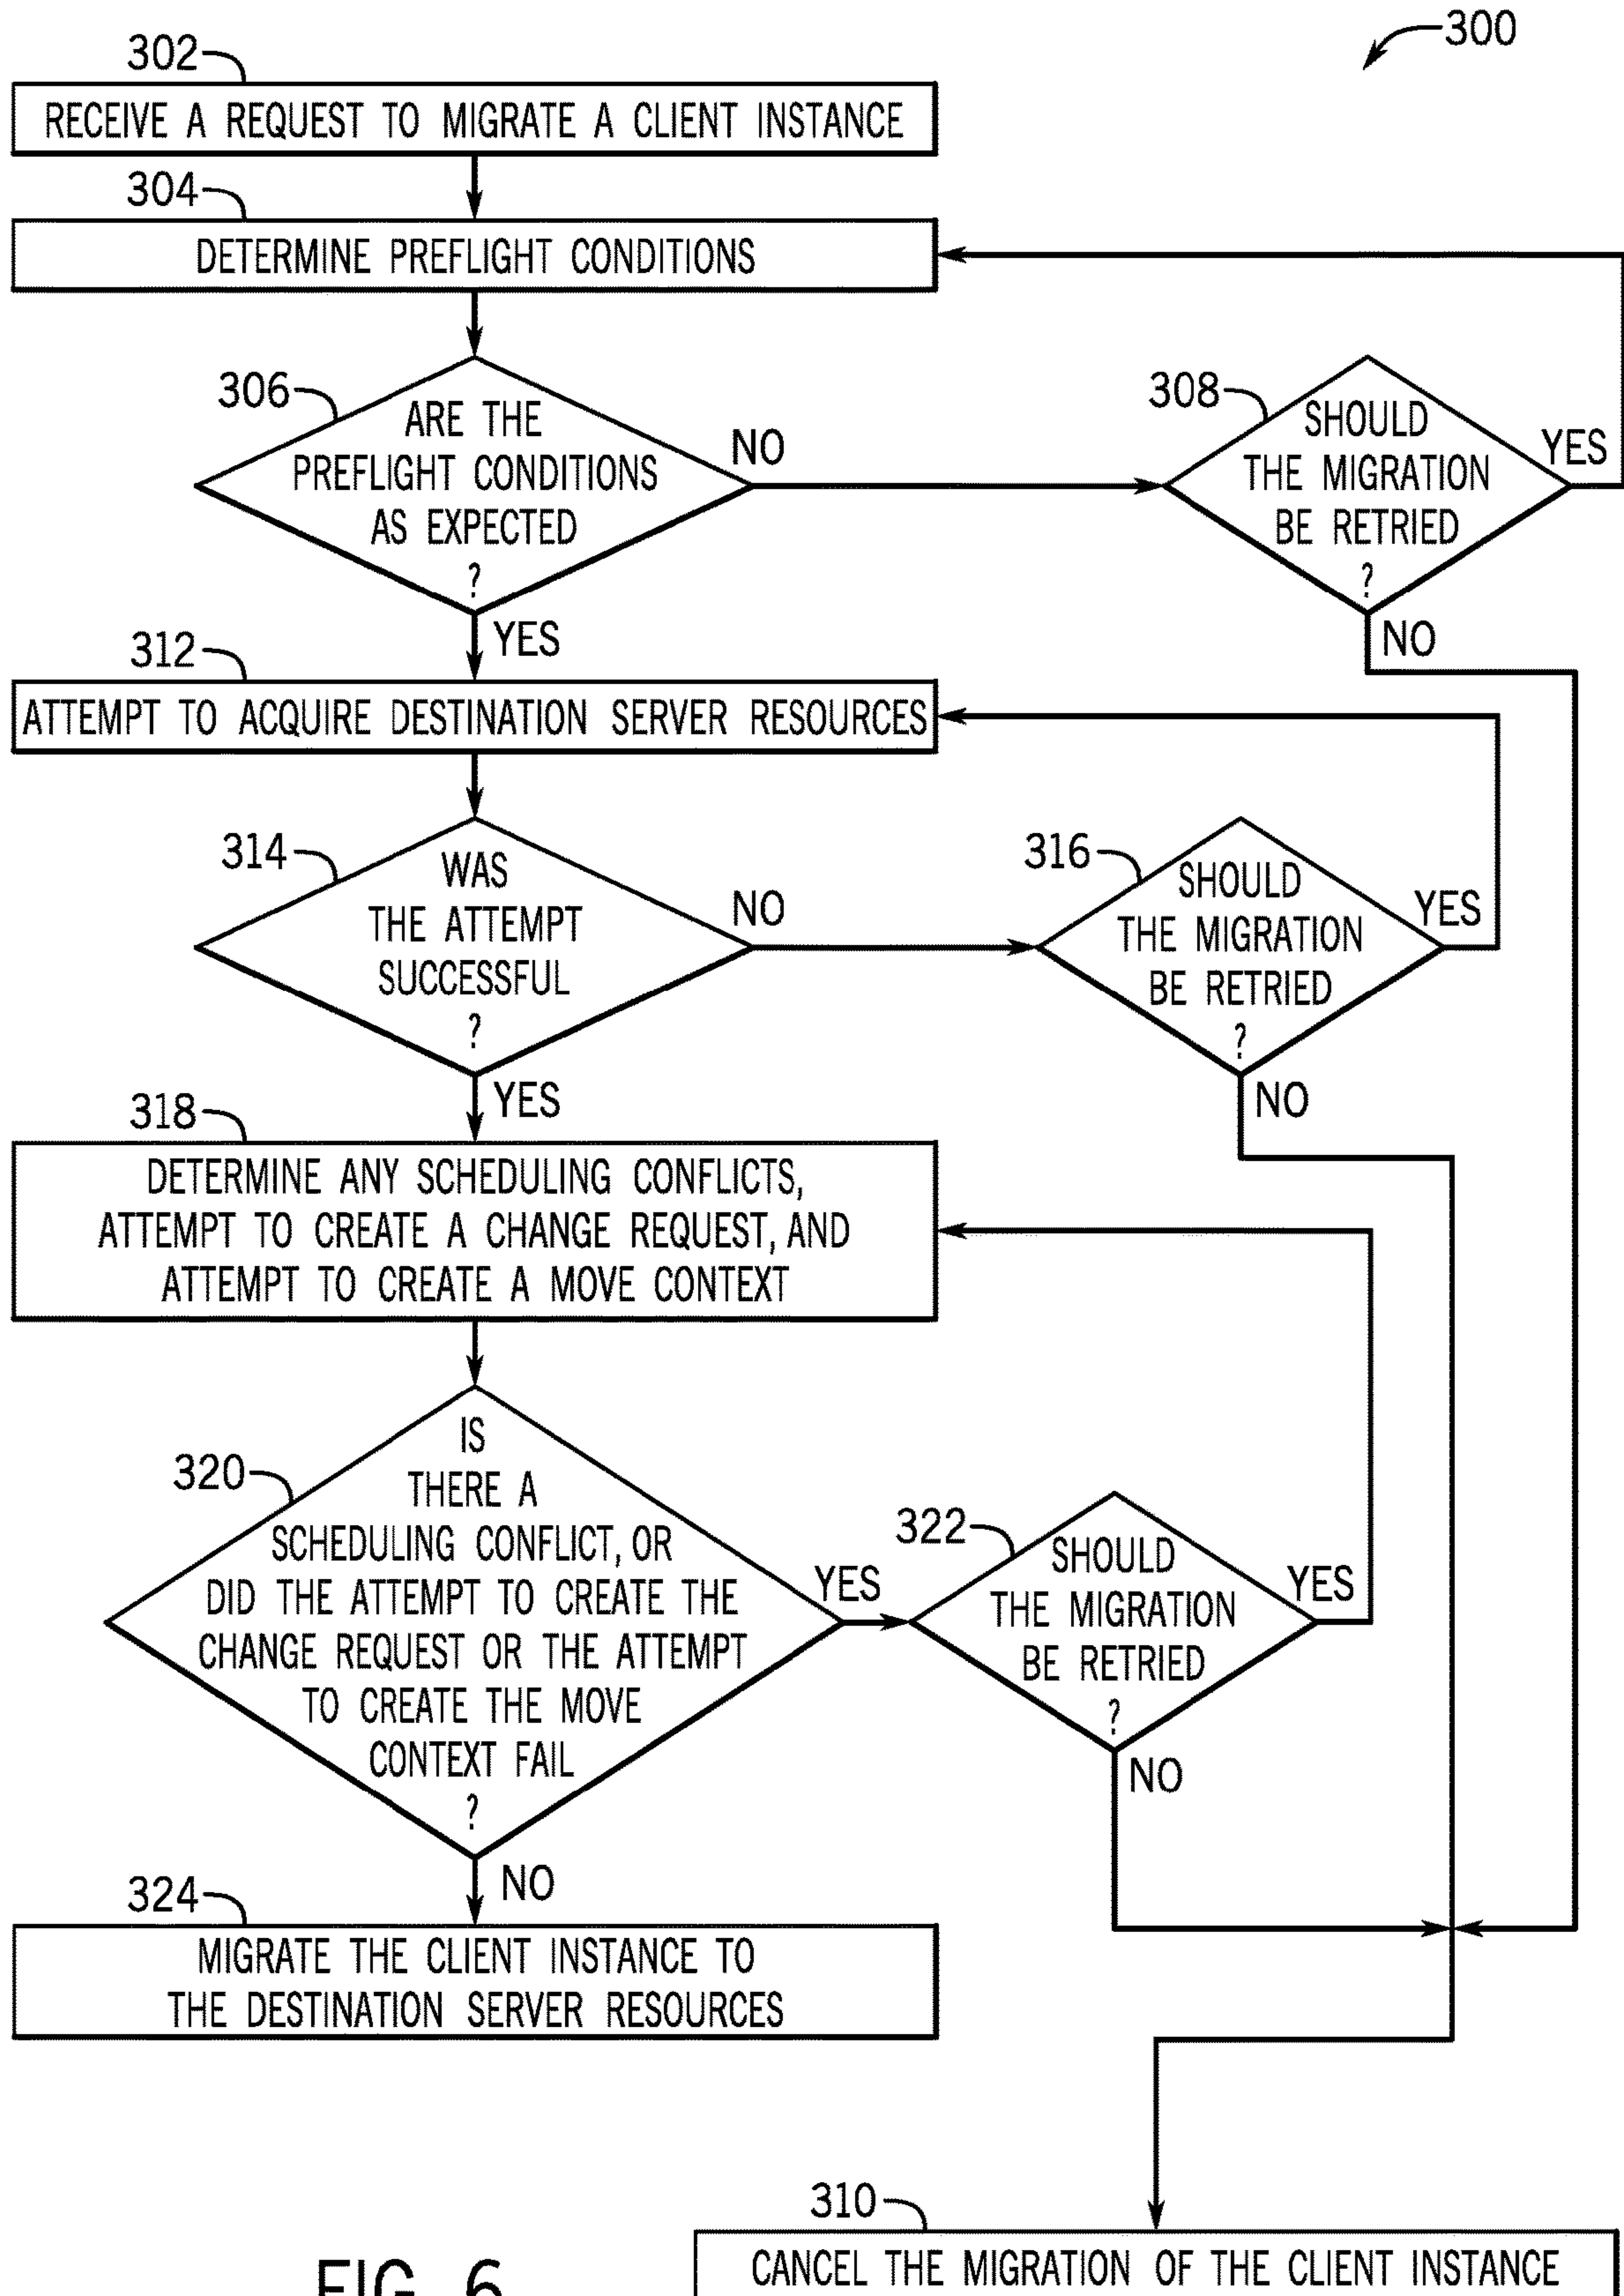 300
302
RECEIVE A REQUEST TO MIGRATE A CLIENT INSTANCE
304
DETERMINE PREFLIGHT CONDITIONS
306
ARE THE
PREFLIGHT CONDITIONS
AS EXPECTED
?
NO
YES
308
SHOULD
THE MIGRATION
BE RETRIED
?
YES
NO
312
ATTEMPT TO ACQUIRE DESTINATION SERVER RESOURCES
314
WAS
THE ATTEMPT
SUCCESSFUL
?
NO
YES
316
SHOULD
THE MIGRATION
BE RETRIED
?
YES
NO
318
DETERMINE ANY SCHEDULING CONFLICTS,
ATTEMPT TO CREATE A CHANGE REQUEST, AND
ATTEMPT TO CREATE A MOVE CONTEXT
320
IS
THERE A
SCHEDULING CONFLICT, OR
DID THE ATTEMPT TO CREATE THE
CHANGE REQUEST OR THE ATTEMPT
TO CREATE THE MOVE
CONTEXT FAIL
?
YES
NO
322
SHOULD
THE MIGRATION
BE RETRIED
?
YES
NO
324
MIGRATE THE CLIENT INSTANCE TO
THE DESTINATION SERVER RESOURCES
310
CANCEL THE MIGRATION OF THE CLIENT INSTANCE
FIG. 6